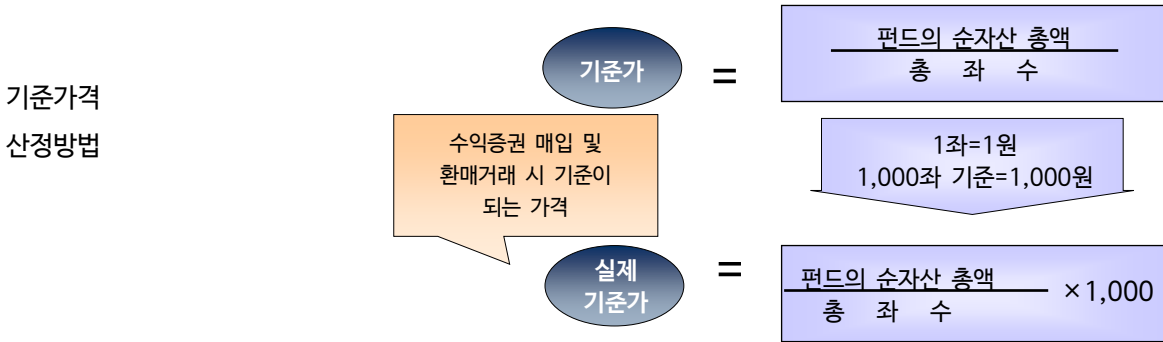 기준가격
산정방법
기준가
=
펀드의 순자산 총액
총 좌 수
수익증권 매입 및
환매거래 시 기준이
되는 가격
1좌=1원
1,000좌 기준=1,000원
실제
기준가
=
펀드의 순자산 총액
총 좌 수
×1,000